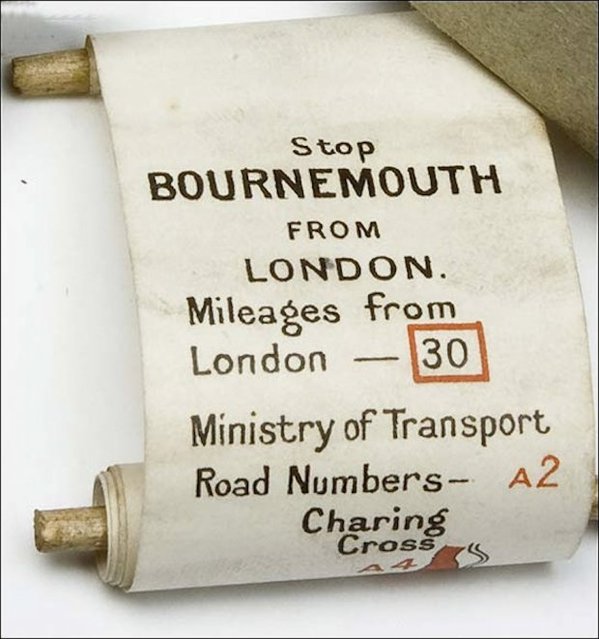 Stop
BOURNEMOUTH
FROM
LONDON.
Mileages from
London — 30
Ministry of Transport
Road Numbers– A2
Charing
Cross
A4